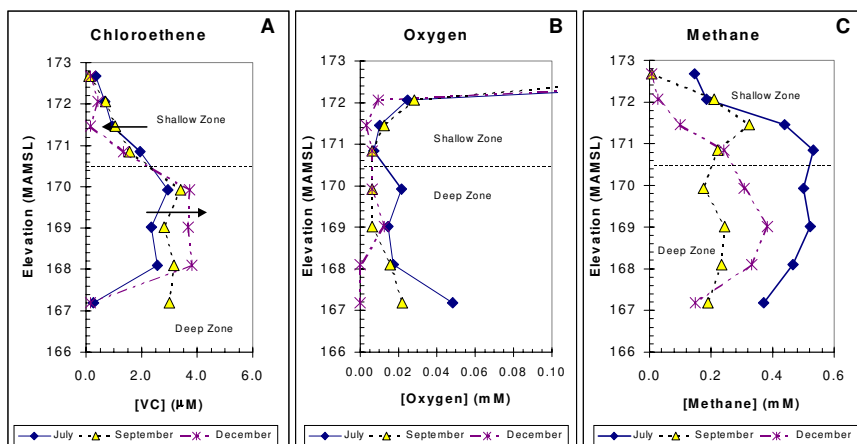 Chloroethene
A
173
172
171
170
169
168
167
166
Elevation (MAMSL)
Shallow Zone
Deep Zone
0.0 2.0 4.0 6.0
[VC] (µM)
July September December
Oxygen
B
173
172
171
170
169
168
167
166
Elevation (MAMSL)
Shallow Zone
Deep Zone
0.00 0.02 0.04 0.06 0.08 0.10
[Oxygen] (mM)
July September December
Methane
C
173
172
171
170
169
168
167
166
Elevation (MAMSL)
Shallow Zone
Deep Zone
0.0 0.2 0.4 0.6
[Methane] (mM)
July September December